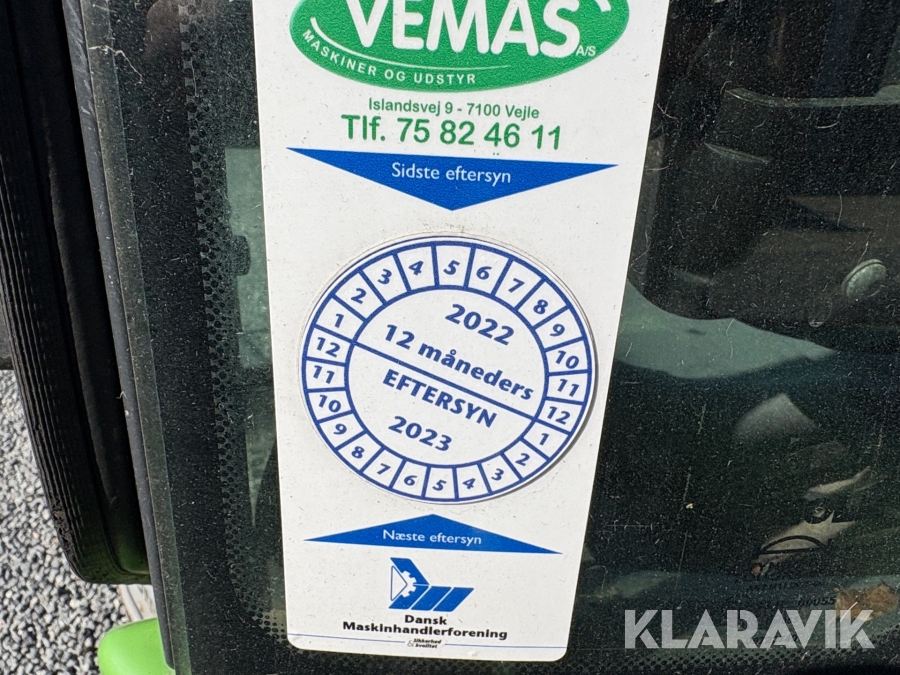 VEMAS A/S
MASKINER OG UDSTYR
Islandsvej 9 - 7100 Vejle
Tlf. 75 82 46 11
Sidste eftersyn
1 2 3 4 5 6 7 8 9 10 11 12
2022
12 måneders
EFTERSYN
2023
12 11 10 9 8 7 6 5 4 3 2 1
Næste eftersyn
Dansk
Maskinhandlerforening
sikkerhed
& kvalitet
KLARAVIK